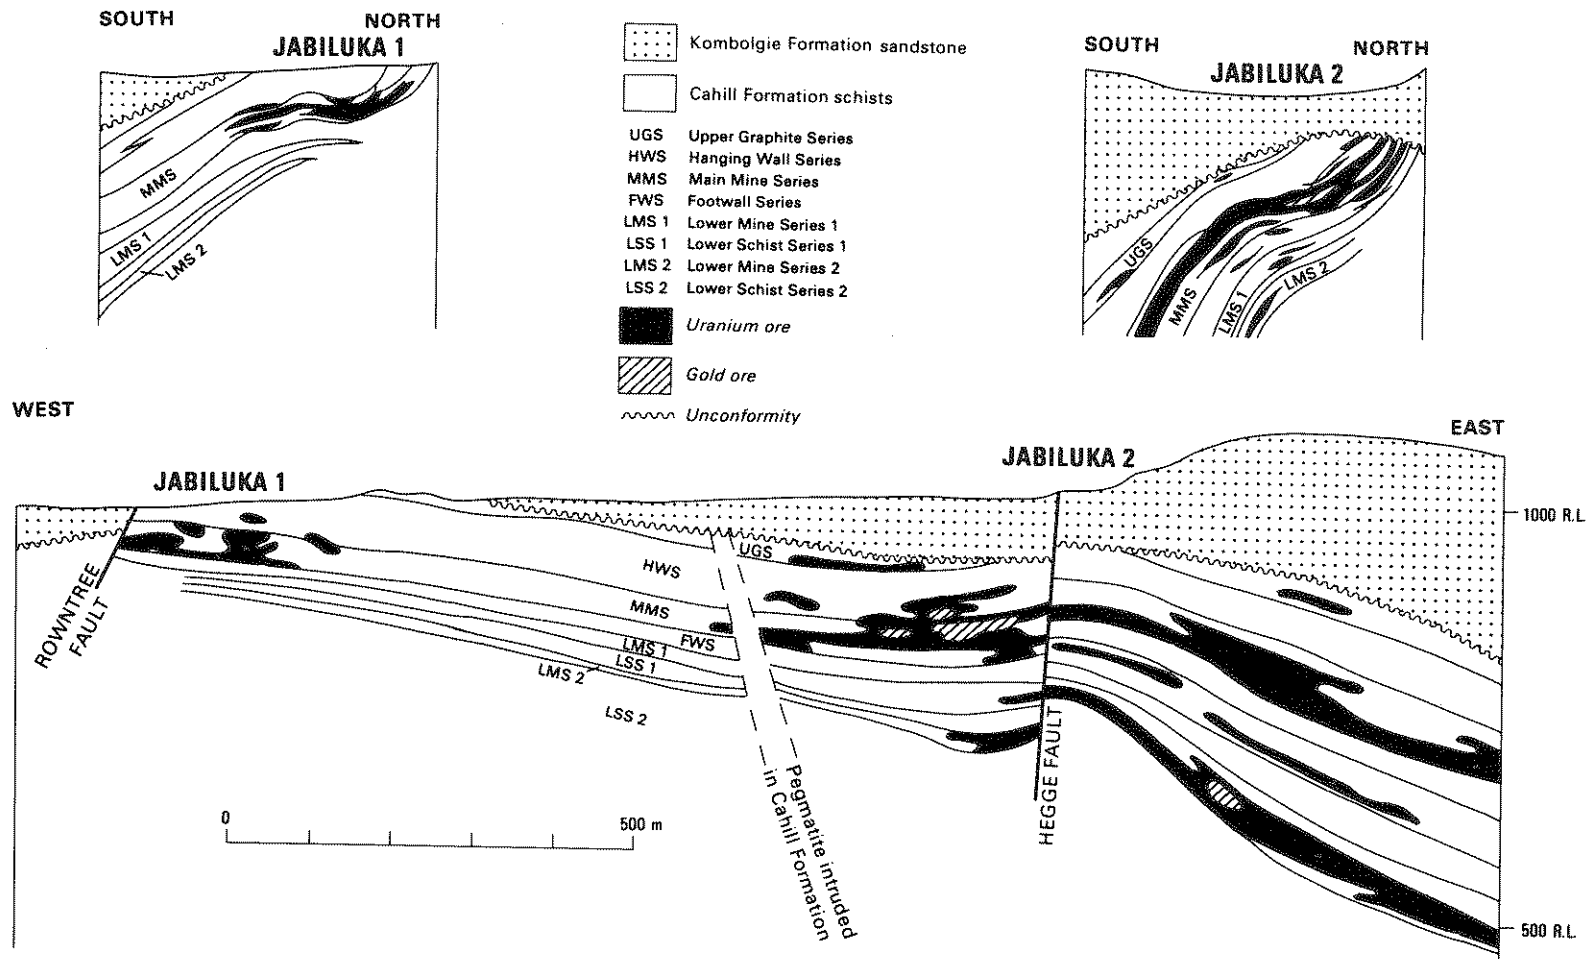 SOUTH NORTH
JABILUKA 1
MMS
LMS 1
LMS 2
Kombolgie Formation sandstone
Cahill Formation schists
UGS Upper Graphite Series
HWS Hanging Wall Series
MMS Main Mine Series
FWS Footwall Series
LMS 1 Lower Mine Series 1
LSS 1 Lower Schist Series 1
LMS 2 Lower Mine Series 2
LSS 2 Lower Schist Series 2
Uranium ore
Gold ore
Unconformity
SOUTH NORTH
JABILUKA 2
UGS
MMS
LMS 1
LMS 2
WEST
EAST
JABILUKA 1
JABILUKA 2
1000 R.L.
ROWNTREE
FAULT
UGS
HWS
MMS
FWS
LMS 1
LSS 1
LMS 2
LSS 2
Pegmatite intruded
in Cahill Formation
HEGGE FAULT
0 500 m
500 R.L.